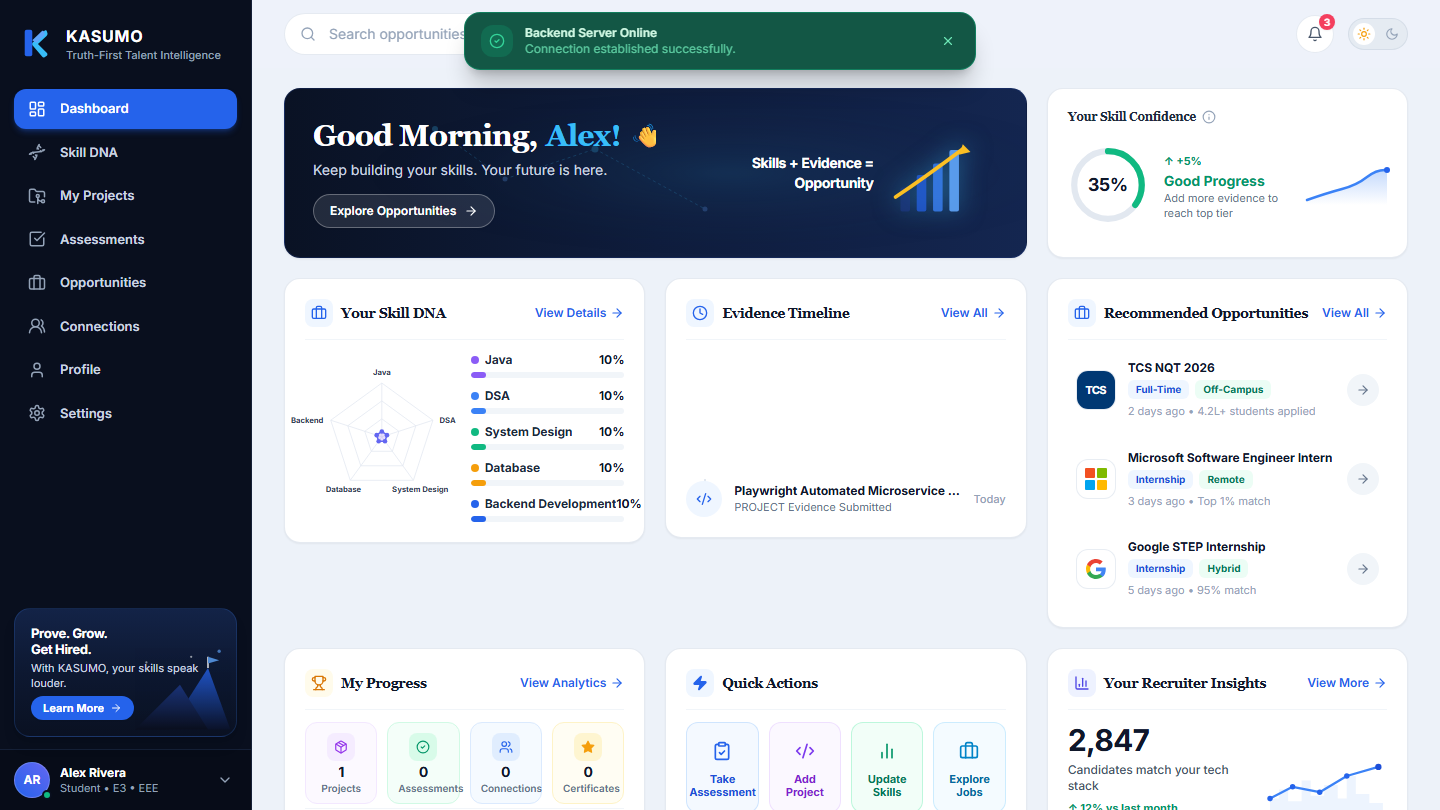 KASUMO
Truth-First Talent Intelligence
Dashboard
Skill DNA
My Projects
Assessments
Opportunities
Connections
Profile
Settings
Prove. Grow.
Get Hired.
With KASUMO, your skills speak
louder.
Learn More
AR
Alex Rivera
Student • E3 • EEE
Search opportunities
Backend Server Online
Connection established successfully.
3
Good Morning, Alex! 👋
Keep building your skills. Your future is here.
Explore Opportunities
Skills + Evidence =
Opportunity
Your Skill Confidence
35%
↑ +5%
Good Progress
Add more evidence to
reach top tier
Your Skill DNA
View Details
Java
DSA
System Design
Database
Backend
Java 10%
DSA 10%
System Design 10%
Database 10%
Backend Development 10%
Evidence Timeline
View All
Playwright Automated Microservice ...
PROJECT Evidence Submitted
Today
Recommended Opportunities
View All
TCS
TCS NQT 2026
Full-Time
Off-Campus
2 days ago • 4.2L+ students applied
Microsoft Software Engineer Intern
Internship
Remote
3 days ago • Top 1% match
Google STEP Internship
Internship
Hybrid
5 days ago • 95% match
My Progress
View Analytics
1
Projects
0
Assessments
0
Connections
0
Certificates
Quick Actions
Take
Assessment
Add
Project
Update
Skills
Explore
Jobs
Your Recruiter Insights
View More
2,847
Candidates match your tech
stack
↑ 12% vs last month